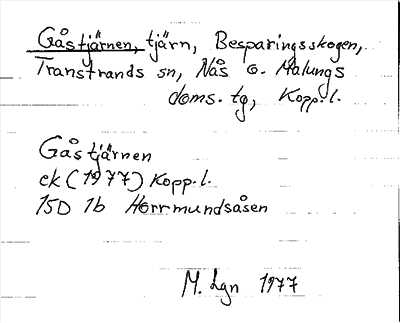 Gåstjärnen, tjärn, Besparingsskogen,
Transtrands sn, Nås o. Malungs
doms. tg, Kopp. l.
Gåstjärnen
ek (1977) Kopp. l.
15D 1b Horrmundsåsen
M. Lgn 1977